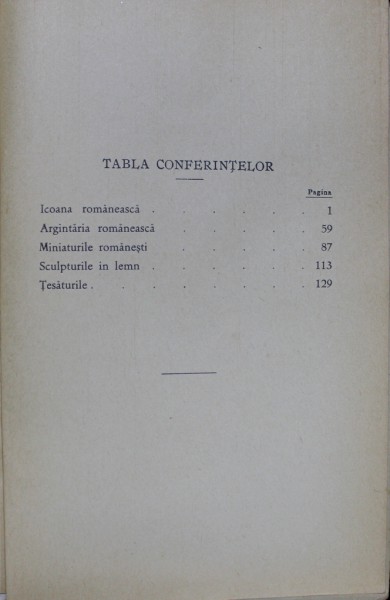 TABLA CONFERINȚELOR
Pagina
Icoana românească . . . . . . 1
Argintăria românească . . . . . 59
Miniaturile românești . . . . . 87
Sculpturile in lemn . . . . . . 113
Țesăturile . . . . . . . . 129